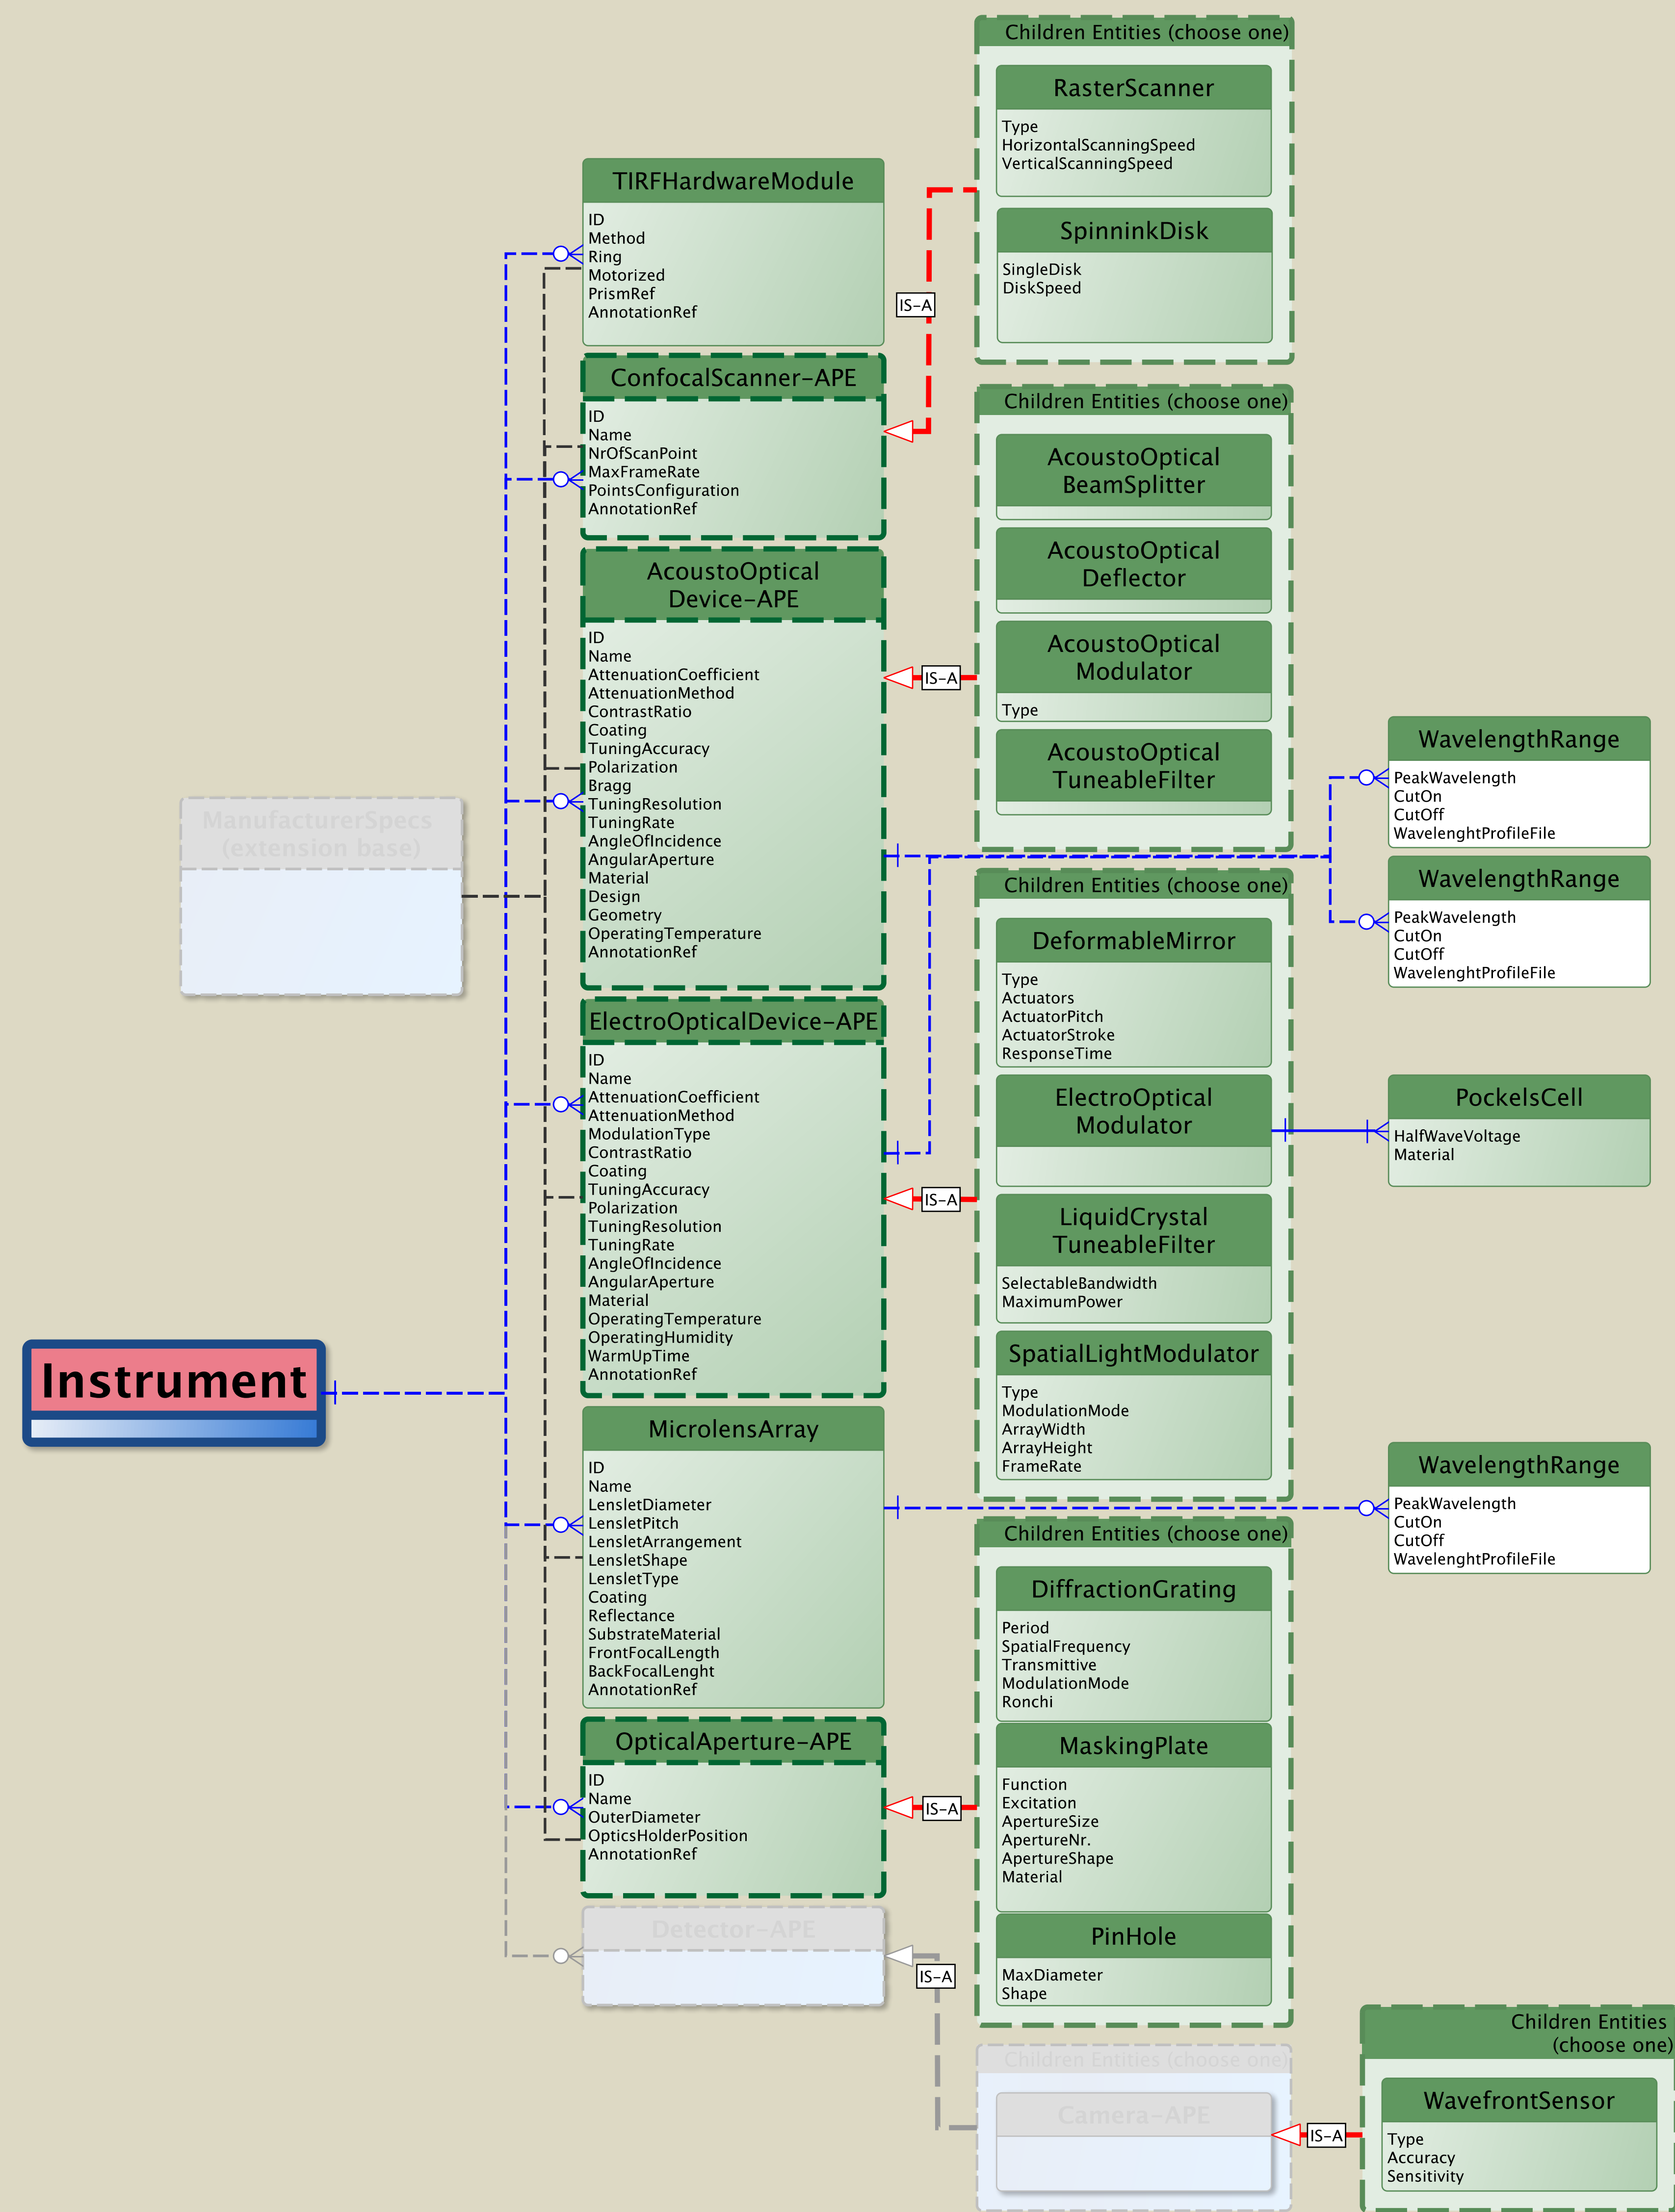 Children Entities (choose one)
RasterScanner
Type
HorizontalScanningSpeed
VerticalScanningSpeed
SpinninkDisk
SingleDisk
DiskSpeed
TIRFHardwareModule
ID
Method
Ring
Motorized
PrismRef
AnnotationRef
IS-A
ConfocalScanner-APE
ID
Name
NrOfScanPoint
MaxFrameRate
PointsConfiguration
AnnotationRef
Children Entities (choose one)
AcoustoOptical
BeamSplitter
AcoustoOptical
Deflector
AcoustoOptical
Modulator
Type
AcoustoOptical
TuneableFilter
AcoustoOptical
Device-APE
ID
Name
AttenuationCoefficient
AttenuationMethod
ContrastRatio
Coating
TuningAccuracy
Polarization
Bragg
TuningResolution
TuningRate
AngleOfIncidence
AngularAperture
Material
Design
Geometry
OperatingTemperature
AnnotationRef
IS-A
WavelengthRange
PeakWavelength
CutOn
CutOff
WavelenghtProfileFile
WavelengthRange
PeakWavelength
CutOn
CutOff
WavelenghtProfileFile
ManufacturerSpecs
(extension base)
Children Entities (choose one)
DeformableMirror
Type
Actuators
ActuatorPitch
ActuatorStroke
ResponseTime
ElectroOptical
Modulator
PockelsCell
HalfWaveVoltage
Material
LiquidCrystal
TuneableFilter
SelectableBandwidth
MaximumPower
SpatialLightModulator
Type
ModulationMode
ArrayWidth
ArrayHeight
FrameRate
ElectroOpticalDevice-APE
ID
Name
AttenuationCoefficient
AttenuationMethod
ModulationType
ContrastRatio
Coating
TuningAccuracy
Polarization
TuningResolution
TuningRate
AngleOfIncidence
AngularAperture
Material
OperatingTemperature
OperatingHumidity
WarmUpTime
AnnotationRef
IS-A
Instrument
MicrolensArray
ID
Name
LensletDiameter
LensletPitch
LensletArrangement
LensletShape
LensletType
Coating
Reflectance
SubstrateMaterial
FrontFocalLength
BackFocalLenght
AnnotationRef
WavelengthRange
PeakWavelength
CutOn
CutOff
WavelenghtProfileFile
Children Entities (choose one)
DiffractionGrating
Period
SpatialFrequency
Transmittive
ModulationMode
Ronchi
MaskingPlate
Function
Excitation
ApertureSize
ApertureNr.
ApertureShape
Material
PinHole
MaxDiameter
Shape
OpticalAperture-APE
ID
Name
OuterDiameter
OpticsHolderPosition
AnnotationRef
IS-A
Detector-APE
IS-A
Children Entities (choose one)
Camera-APE
IS-A
Children Entities
(choose one)
WavefrontSensor
Type
Accuracy
Sensitivity